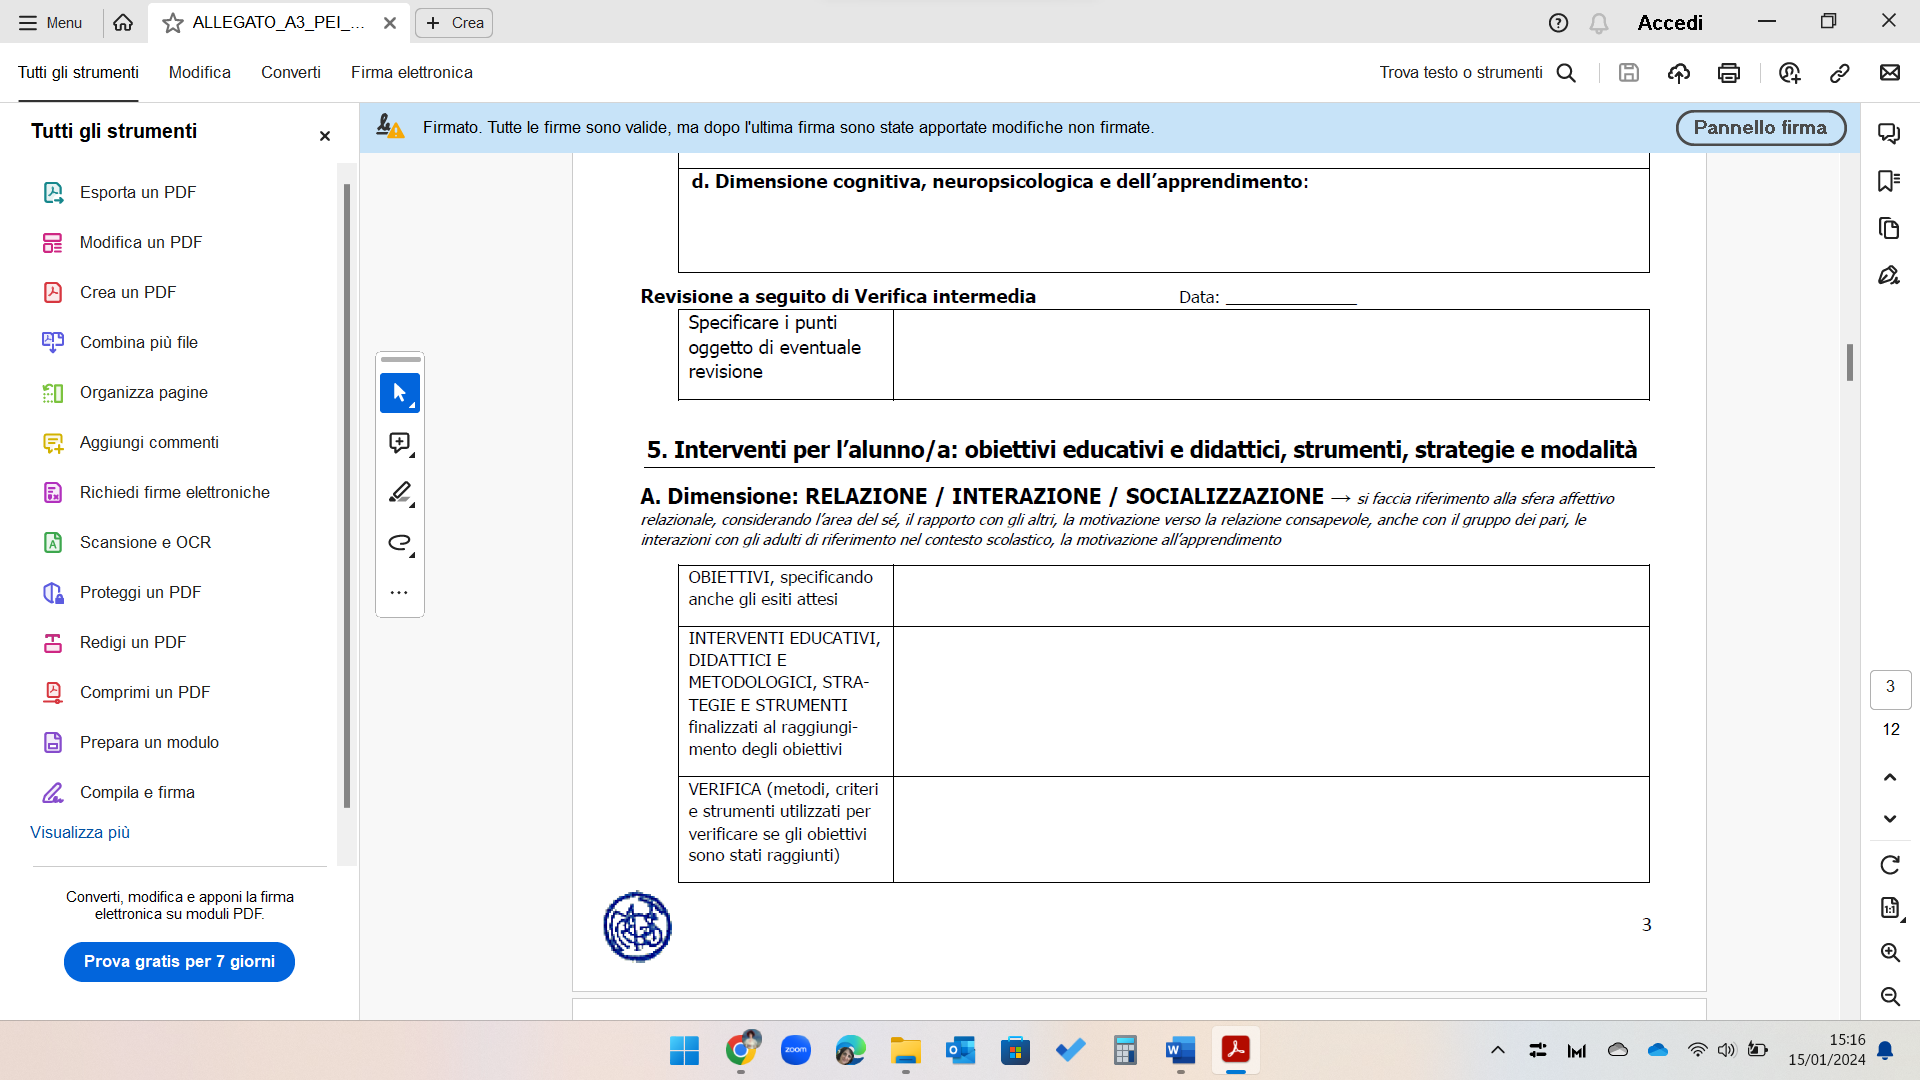 Menu
ALLEGATO_A3_PEI_...
Crea
Accedi
Tutti gli strumenti
Modifica
Converti
Firma elettronica
Trova testo o strumenti
Tutti gli strumenti
Esporta un PDF
Modifica un PDF
Crea un PDF
Combina più file
Organizza pagine
Aggiungi commenti
Richiedi firme elettroniche
Scansione e OCR
Proteggi un PDF
Redigi un PDF
Comprimi un PDF
Prepara un modulo
Compila e firma
Visualizza più
Converti, modifica e apponi la firma
elettronica su moduli PDF.
Prova gratis per 7 giorni
Firmato. Tutte le firme sono valide, ma dopo l'ultima firma sono state apportate modifiche non firmate.
Pannello firma
d. Dimensione cognitiva, neuropsicologica e dell’apprendimento:
Revisione a seguito di Verifica intermedia Data: ______________
Specificare i punti
oggetto di eventuale
revisione
5. Interventi per l’alunno/a: obiettivi educativi e didattici, strumenti, strategie e modalità
A. Dimensione: RELAZIONE / INTERAZIONE / SOCIALIZZAZIONE → si faccia riferimento alla sfera affettivo
relazionale, considerando l’area del sé, il rapporto con gli altri, la motivazione verso la relazione consapevole, anche con il gruppo dei pari, le
interazioni con gli adulti di riferimento nel contesto scolastico, la motivazione all’apprendimento
OBIETTIVI, specificando
anche gli esiti attesi
INTERVENTI EDUCATIVI,
DIDATTICI E
METODOLOGICI, STRA-
TEGIE E STRUMENTI
finalizzati al raggiungi-
mento degli obiettivi
VERIFICA (metodi, criteri
e strumenti utilizzati per
verificare se gli obiettivi
sono stati raggiunti)
3
3
12
1:1
zoom
15:16
15/01/2024